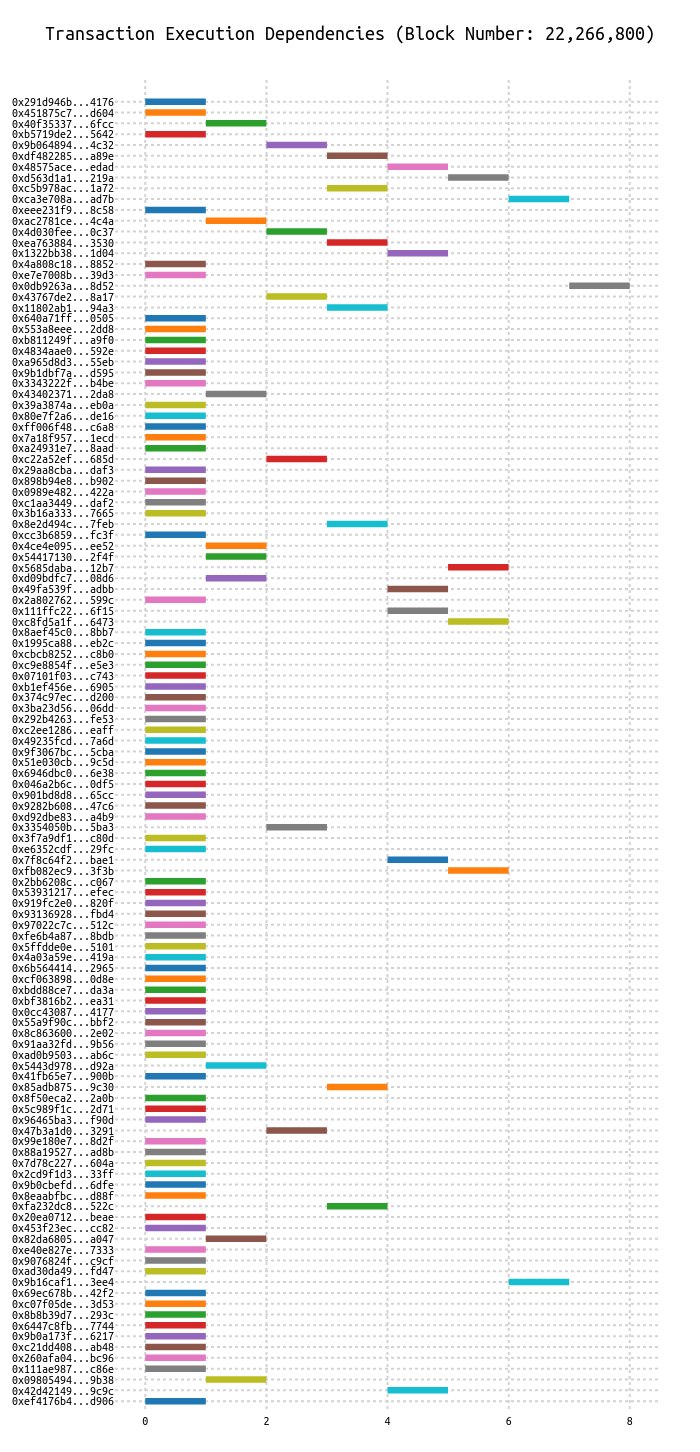 Transaction Execution Dependencies (Block Number: 22,266,800)
0x291d946b...4176
0x451875c7...d604
0x40f35337...6fcc
0xb5719de2...5642
0x9b064894...4c32
0xdf482285...a89e
0x48575ace...edad
0xd563d1a1...219a
0xc5b978ac...1a72
0xca3e708a...ad7b
0xeee231f9...8c58
0xac2781ce...4c4a
0x4d030fee...0c37
0xea763884...3530
0x1322bb38...1d04
0x4a808c18...8852
0xe7e7008b...39d3
0x0db9263a...8d52
0x43767de2...8a17
0x11802ab1...94a3
0x640a71ff...0505
0x553a8eee...2dd8
0xb811249f...a9f0
0x4834aae0...592e
0xa965d8d3...55eb
0x9b1dbf7a...d595
0x3343222f...b4be
0x43402371...2da8
0x39a3874a...eb0a
0x80e7f2a6...de16
0xff006f48...c6a8
0x7a18f957...1ecd
0xa24931e7...8aad
0xc22a52ef...685d
0x29aa8cba...daf3
0x898b94e8...b902
0x0989e482...422a
0xc1aa3449...daf2
0x3b16a333...7665
0x8e2d494c...7feb
0xcc3b6859...fc3f
0x4ce4e095...ee52
0x54417130...2f4f
0x5685daba...12b7
0xd09bdfc7...08d6
0x49fa539f...adbb
0x2a802762...599c
0x111ffc22...6f15
0xc8fd5a1f...6473
0x8aef45c0...8bb7
0x1995ca88...eb2c
0xcbcb8252...c8b0
0xc9e8854f...e5e3
0x07101f03...c743
0xb1ef456e...6905
0x374c97ec...d200
0x3ba23d56...06dd
0x292b4263...fe53
0xc2ee1286...eaff
0x49235fcd...7a6d
0x9f3067bc...5cba
0x51e030cb...9c5d
0x6946dbc0...6e38
0x046a2b6c...0df5
0x901bd8d8...65cc
0x9282b608...47c6
0xd92dbe83...a4b9
0x3354050b...5ba3
0x3f7a9df1...c80d
0xe6352cdf...29fc
0x7f8c64f2...bae1
0xfb082ec9...3f3b
0x2bb6208c...c067
0x53931217...efec
0x919fc2e0...820f
0x93136928...fbd4
0x97022c7c...512c
0xfe6b4a87...8bdb
0x5ffdde0e...5101
0x4a03a59e...419a
0x6b564414...2965
0xcf063898...0d8e
0xbdd88ce7...da3a
0xbf3816b2...ea31
0x0cc43087...4177
0x55a9f90c...bbf2
0x8c863600...2e02
0x91aa32fd...9b56
0xad0b9503...ab6c
0x5443d978...d92a
0x41fb65e7...900b
0x85adb875...9c30
0x8f50eca2...2a0b
0x5c989f1c...2d71
0x96465ba3...f90d
0x47b3a1d0...3291
0x99e180e7...8d2f
0x88a19527...ad8b
0x7d78c227...604a
0x2cd9f1d3...33ff
0x9b0cbefd...6dfe
0x8eaabfbc...d88f
0xfa232dc8...522c
0x20ea0712...beae
0x453f23ec...cc82
0x82da6805...a047
0xe40e827e...7333
0x9076824f...c9cf
0xad30da49...fd47
0x9b16caf1...3ee4
0x69ec678b...42f2
0xc07f05de...3d53
0x8b8b39d7...293c
0x6447c8fb...7744
0x9b0a173f...6217
0xc21dd408...ab48
0x260afa04...bc96
0x111ae987...c86e
0x09805494...9b38
0x42d42149...9c9c
0xef4176b4...d906
0 2 4 6 8